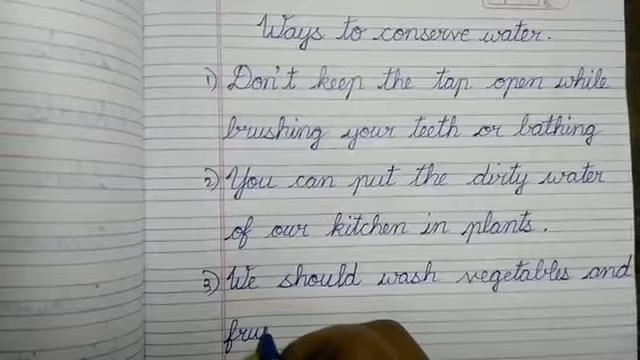 Ways to conserve water.
1) Don't keep the tap open while
brushing your teeth or bathing
2) You can put the dirty water
of our kitchen in plants.
3) We should wash vegetables and
fru